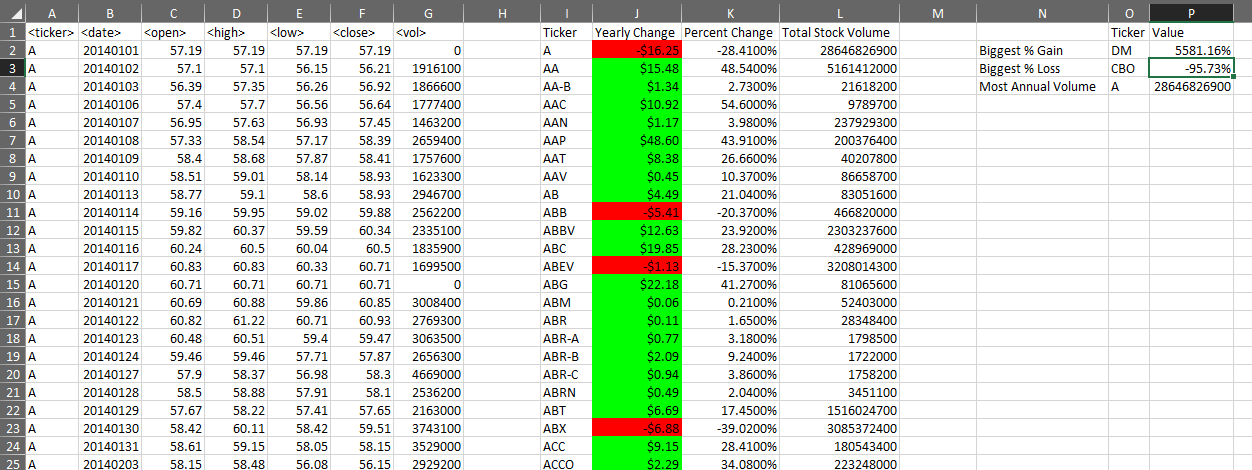 A B C D E F G H I J K L M N O P
1 <ticker> <date> <open> <high> <low> <close> <vol> Ticker Yearly Change Percent Change Total Stock Volume Ticker Value
2 A 20140101 57.19 57.19 57.19 57.19 0 A -$16.25 -28.4100% 28646826900 Biggest % Gain DM 5581.16%
3 A 20140102 57.1 57.1 56.15 56.21 1916100 AA $15.48 48.5400% 5161412000 Biggest % Loss CBO -95.73%
4 A 20140103 56.39 57.35 56.26 56.92 1866600 AA-B $1.34 2.7300% 21618200 Most Annual Volume A 28646826900
5 A 20140106 57.4 57.7 56.56 56.64 1777400 AAC $10.92 54.6000% 9789700
6 A 20140107 56.95 57.63 56.93 57.45 1463200 AAN $1.17 3.9800% 237929300
7 A 20140108 57.33 58.54 57.17 58.39 2659400 AAP $48.60 43.9100% 200376400
8 A 20140109 58.4 58.68 57.87 58.41 1757600 AAT $8.38 26.6600% 40207800
9 A 20140110 58.51 59.01 58.14 58.93 1623300 AAV $0.45 10.3700% 86658700
10 A 20140113 58.77 59.1 58.6 58.93 2946700 AB $4.49 21.0400% 83051600
11 A 20140114 59.16 59.95 59.02 59.88 2562200 ABB -$5.41 -20.3700% 466820000
12 A 20140115 59.82 60.37 59.59 60.34 2335100 ABBV $12.63 23.9200% 2303237600
13 A 20140116 60.24 60.5 60.04 60.5 1835900 ABC $19.85 28.2300% 428969000
14 A 20140117 60.83 60.83 60.33 60.71 1699500 ABEV -$1.13 -15.3700% 3208014300
15 A 20140120 60.71 60.71 60.71 60.71 0 ABG $22.18 41.2700% 81065600
16 A 20140121 60.69 60.88 59.86 60.85 3008400 ABM $0.06 0.2100% 52403000
17 A 20140122 60.82 61.22 60.71 60.93 2769300 ABR $0.11 1.6500% 28348400
18 A 20140123 60.48 60.51 59.4 59.47 3063500 ABR-A $0.77 3.1800% 1798500
19 A 20140124 59.46 59.46 57.71 57.87 2656300 ABR-B $2.09 9.2400% 1722000
20 A 20140127 57.9 58.37 56.98 58.3 4669000 ABR-C $0.94 3.8600% 1758200
21 A 20140128 58.5 58.88 57.91 58.1 2536200 ABRN $0.49 2.0400% 3451100
22 A 20140129 57.67 58.22 57.41 57.65 2163000 ABT $6.69 17.4500% 1516024700
23 A 20140130 58.42 60.11 58.42 59.51 3743100 ABX -$6.88 -39.0200% 3085372400
24 A 20140131 58.61 59.15 58.05 58.15 3529000 ACC $9.15 28.4100% 180543400
25 A 20140203 58.15 58.48 56.08 56.15 2929200 ACCO $2.29 34.0800% 223248000